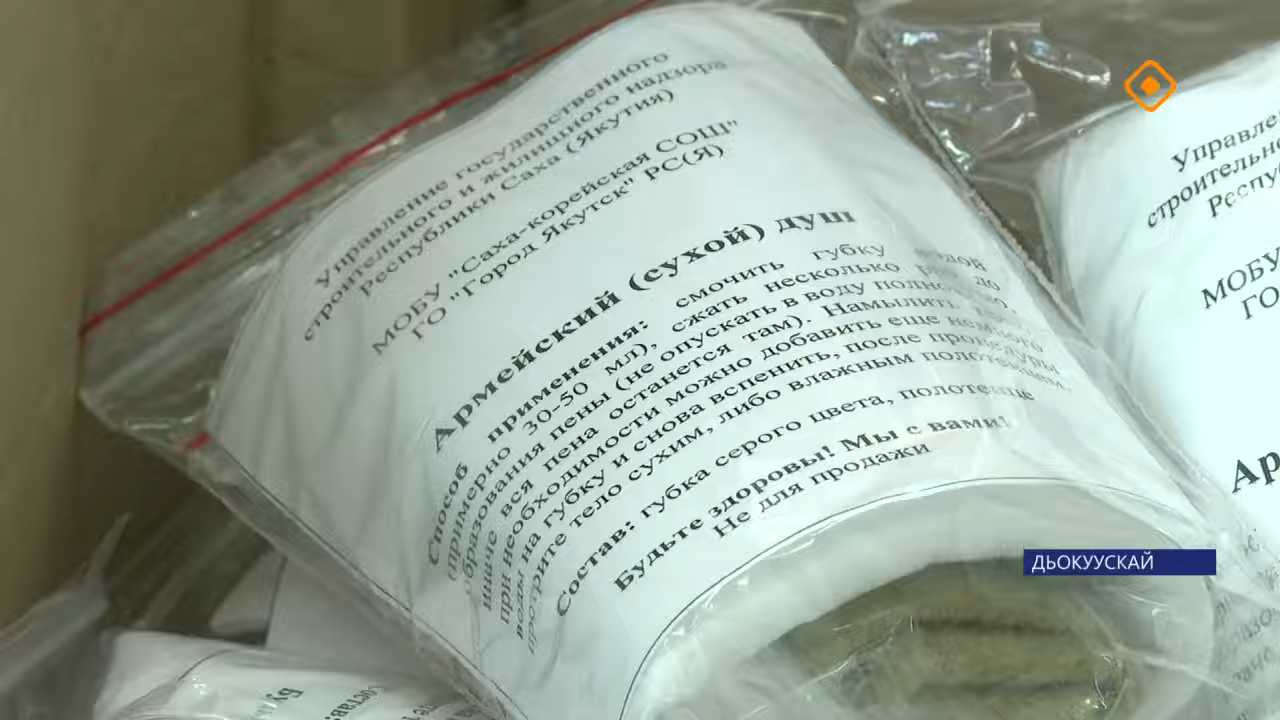 Управление государственного
строительного и жилищного надзора
Республики Саха (Якутия)
МОБУ "Саха-корейская СОШ"
ГО "Город Якутск" РС(Я)
Армейский (сухой) душ
Способ применения: смочить губку водой
(примерно 30-50 мл), сжать несколько раз до
образования пены (не опускать в воду полностью,
иначе вся пена останется там). Намылить тело,
при необходимости можно добавить еще немного
воды на губку и снова вспенить, после процедуры
протрите тело сухим, либо влажным полотенцем.
Состав: губка серого цвета, полотенце
Будьте здоровы! Мы с вами!
Не для продажи
Управле
строительно
Респу
МОБУ
ГО
Ар
ДЬОКУУСКАЙ